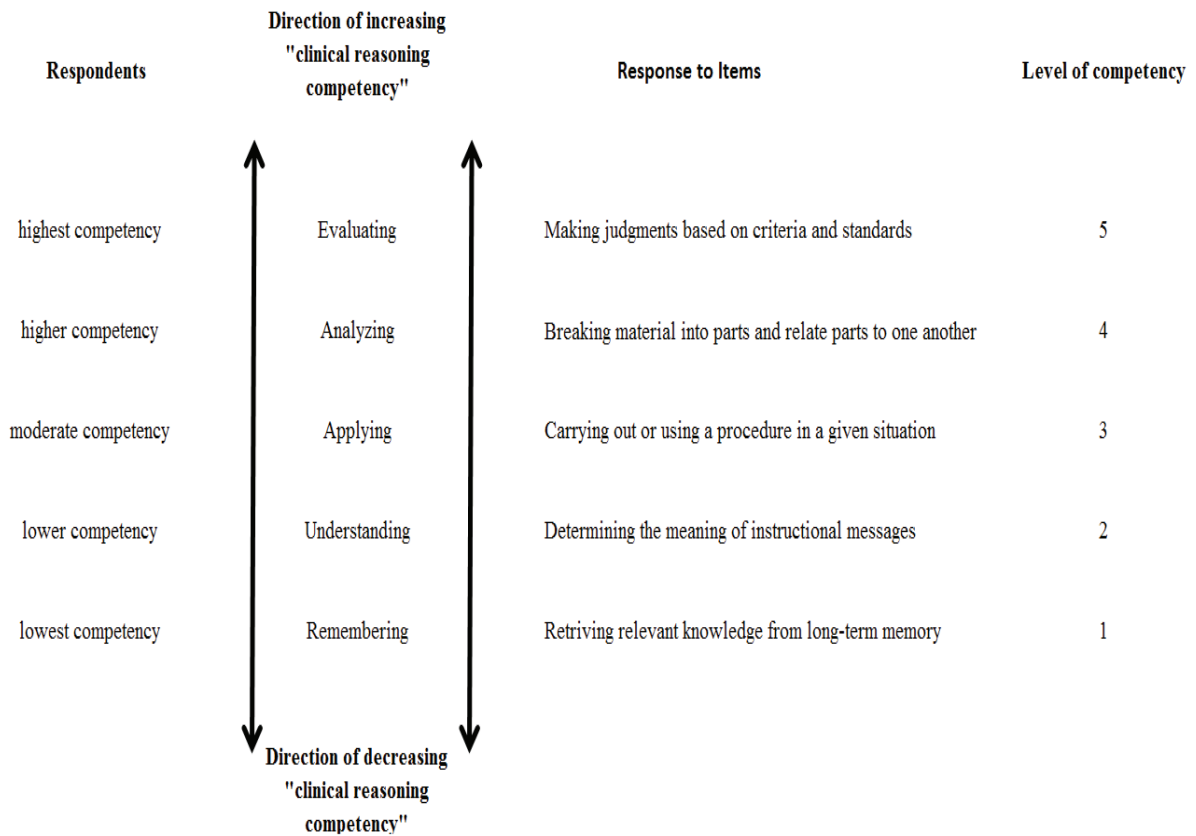 Respondents
Direction of increasing
"clinical reasoning
competency"
Response to Items
Level of competency
highest competency
Evaluating
Making judgments based on criteria and standards
5
higher competency
Analyzing
Breaking material into parts and relate parts to one another
4
moderate competency
Applying
Carrying out or using a procedure in a given situation
3
lower competency
Understanding
Determining the meaning of instructional messages
2
lowest competency
Remembering
Retriving relevant knowledge from long-term memory
1
Direction of decreasing
"clinical reasoning
competency"